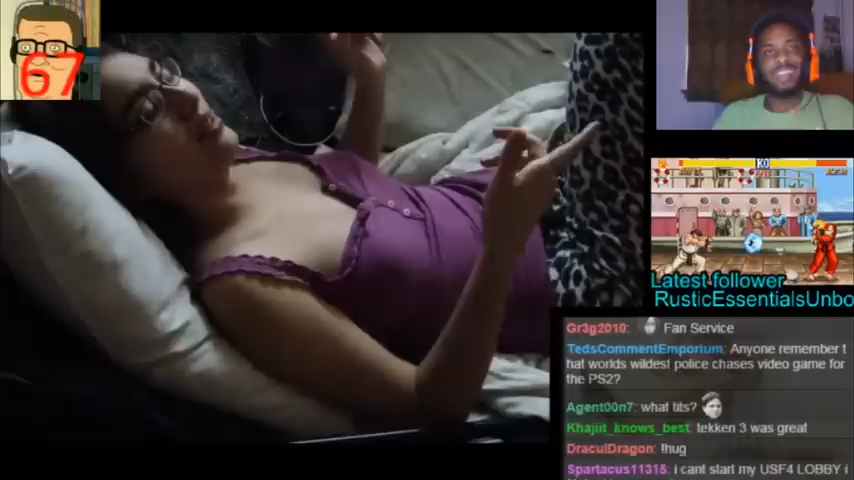 67
KO
Latest follower
RusticEssentialsUnbo
Gr3g2010: Fan Service
TedsCommentEmporium: Anyone remember t
hat worlds wildest police chases video game for
the PS2?
Agent00n7: what tits?
Khajiit_knows_best: tekken 3 was great
DraculDragon: !hug
Spartacus11315: i cant start my USF4 LOBBY i